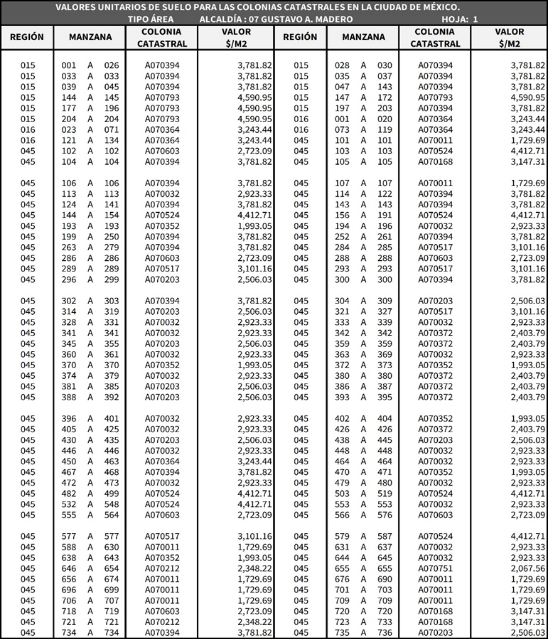 VALORES UNITARIOS DE SUELO PARA LAS COLONIAS CATASTRALES EN LA CIUDAD DE MÉXICO.
TIPO ÁREA ALCALDÍA : 07 GUSTAVO A. MADERO HOJA: 1
REGIÓN MANZANA COLONIA CATASTRAL VALOR $/M2 REGIÓN MANZANA COLONIA CATASTRAL VALOR $/M2
015 001 A 026 A070394 3,781.82 015 028 A 030 A070394 3,781.82
015 033 A 033 A070394 3,781.82 015 035 A 037 A070394 3,781.82
015 039 A 045 A070394 3,781.82 015 047 A 143 A070394 3,781.82
015 144 A 145 A070793 4,590.95 015 147 A 172 A070793 4,590.95
015 177 A 196 A070793 4,590.95 015 197 A 203 A070394 3,781.82
015 204 A 204 A070793 4,590.95 016 001 A 020 A070364 3,243.44
016 023 A 071 A070364 3,243.44 016 073 A 119 A070364 3,243.44
016 121 A 134 A070364 3,243.44 045 101 A 101 A070011 1,729.69
045 102 A 102 A070603 2,723.09 045 103 A 103 A070524 4,412.71
045 104 A 104 A070394 3,781.82 045 105 A 105 A070168 3,147.31
045 106 A 106 A070394 3,781.82 045 107 A 107 A070011 1,729.69
045 113 A 113 A070032 2,923.33 045 114 A 122 A070394 3,781.82
045 124 A 141 A070394 3,781.82 045 143 A 143 A070394 3,781.82
045 144 A 154 A070524 4,412.71 045 156 A 191 A070524 4,412.71
045 193 A 193 A070352 1,993.05 045 194 A 196 A070032 2,923.33
045 199 A 250 A070394 3,781.82 045 252 A 261 A070394 3,781.82
045 263 A 279 A070394 3,781.82 045 284 A 285 A070517 3,101.16
045 286 A 286 A070603 2,723.09 045 288 A 288 A070603 2,723.09
045 289 A 289 A070517 3,101.16 045 293 A 293 A070517 3,101.16
045 296 A 299 A070203 2,506.03 045 300 A 300 A070394 3,781.82
045 302 A 303 A070394 3,781.82 045 304 A 309 A070203 2,506.03
045 314 A 319 A070203 2,506.03 045 321 A 327 A070517 3,101.16
045 328 A 331 A070032 2,923.33 045 333 A 339 A070032 2,923.33
045 341 A 341 A070032 2,923.33 045 342 A 342 A070372 2,403.79
045 345 A 355 A070203 2,506.03 045 359 A 359 A070372 2,403.79
045 360 A 361 A070032 2,923.33 045 363 A 369 A070032 2,923.33
045 370 A 370 A070352 1,993.05 045 372 A 373 A070352 1,993.05
045 374 A 379 A070032 2,923.33 045 380 A 380 A070372 2,403.79
045 381 A 385 A070203 2,506.03 045 386 A 387 A070372 2,403.79
045 388 A 392 A070203 2,506.03 045 393 A 395 A070372 2,403.79
045 396 A 401 A070032 2,923.33 045 402 A 404 A070352 1,993.05
045 405 A 425 A070032 2,923.33 045 426 A 426 A070372 2,403.79
045 430 A 435 A070203 2,506.03 045 438 A 445 A070203 2,506.03
045 446 A 446 A070032 2,923.33 045 448 A 448 A070032 2,923.33
045 450 A 463 A070364 3,243.44 045 464 A 464 A070032 2,923.33
045 467 A 468 A070394 3,781.82 045 470 A 471 A070352 1,993.05
045 472 A 473 A070032 2,923.33 045 479 A 480 A070032 2,923.33
045 482 A 499 A070524 4,412.71 045 503 A 519 A070524 4,412.71
045 532 A 548 A070524 4,412.71 045 553 A 553 A070032 2,923.33
045 555 A 564 A070603 2,723.09 045 566 A 576 A070603 2,723.09
045 577 A 577 A070517 3,101.16 045 579 A 587 A070524 4,412.71
045 588 A 630 A070011 1,729.69 045 631 A 637 A070032 2,923.33
045 638 A 643 A070352 1,993.05 045 644 A 645 A070032 2,923.33
045 646 A 654 A070212 2,348.22 045 655 A 655 A070751 2,067.56
045 656 A 674 A070011 1,729.69 045 676 A 690 A070011 1,729.69
045 696 A 699 A070011 1,729.69 045 701 A 703 A070011 1,729.69
045 706 A 707 A070011 1,729.69 045 709 A 709 A070011 1,729.69
045 718 A 719 A070603 2,723.09 045 720 A 720 A070168 3,147.31
045 721 A 721 A070212 2,348.22 045 723 A 733 A070168 3,147.31
045 734 A 734 A070394 3,781.82 045 735 A 736 A070203 2,506.03